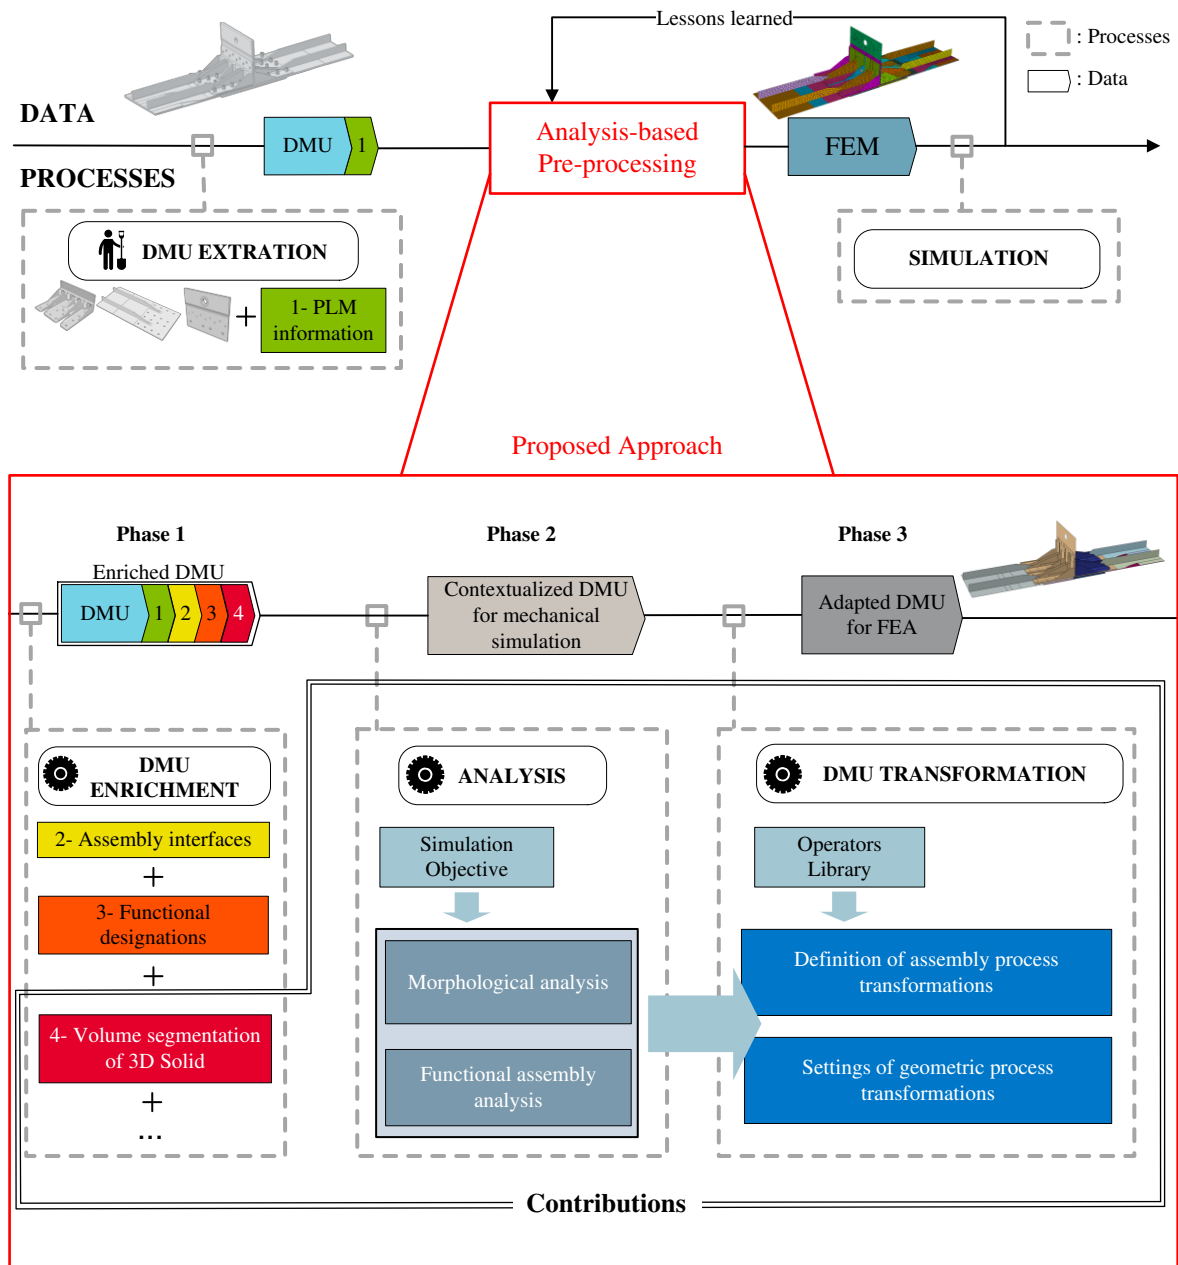 Lessons learned
: Processes
: Data
DATA
PROCESSES
DMU
1
Analysis-based
Pre-processing
FEM
DMU EXTRATION
1- PLM
information
SIMULATION
Proposed Approach
Phase 1
Phase 2
Phase 3
Enriched DMU
DMU
1
2
3
4
Contextualized DMU
for mechanical
simulation
Adapted DMU
for FEA
DMU
ENRICHMENT
2- Assembly interfaces
+
3- Functional
designations
+
4- Volume segmentation
of 3D Solid
+
...
ANALYSIS
Simulation
Objective
Morphological analysis
Functional assembly
analysis
DMU TRANSFORMATION
Operators
Library
Definition of assembly process
transformations
Settings of geometric process
transformations
Contributions